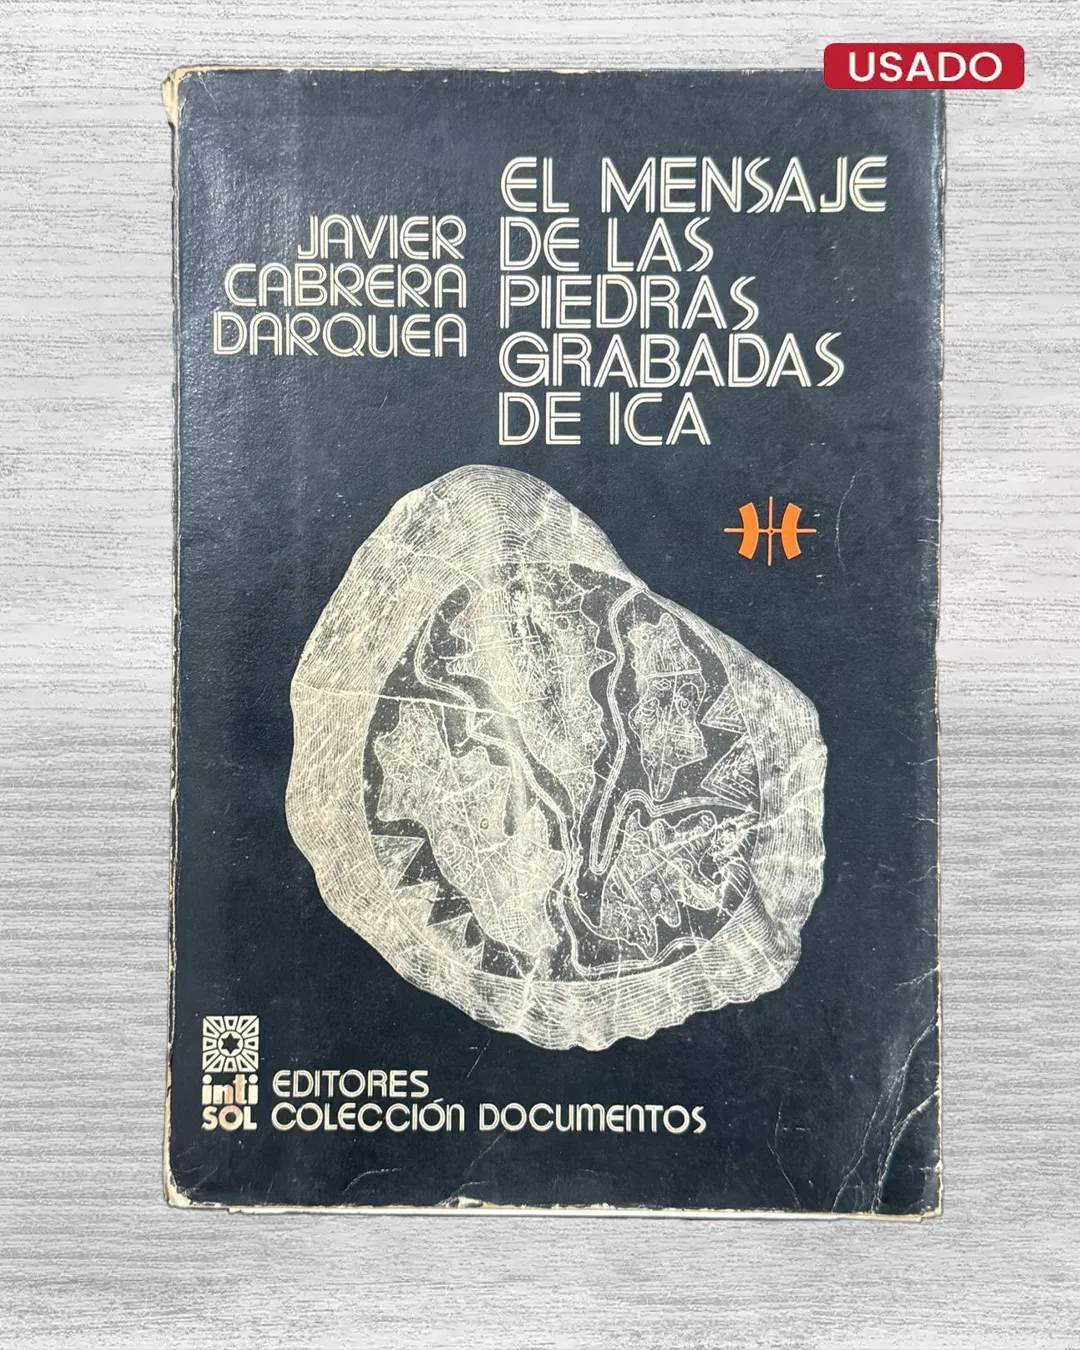 USADO
JAVIER
CABRERA
DARQUEA
EL MENSAJE
DE LAS
PIEDRAS
GRABADAS
DE ICA
inti
SOL
EDITORES
COLECCIÓN DOCUMENTOS